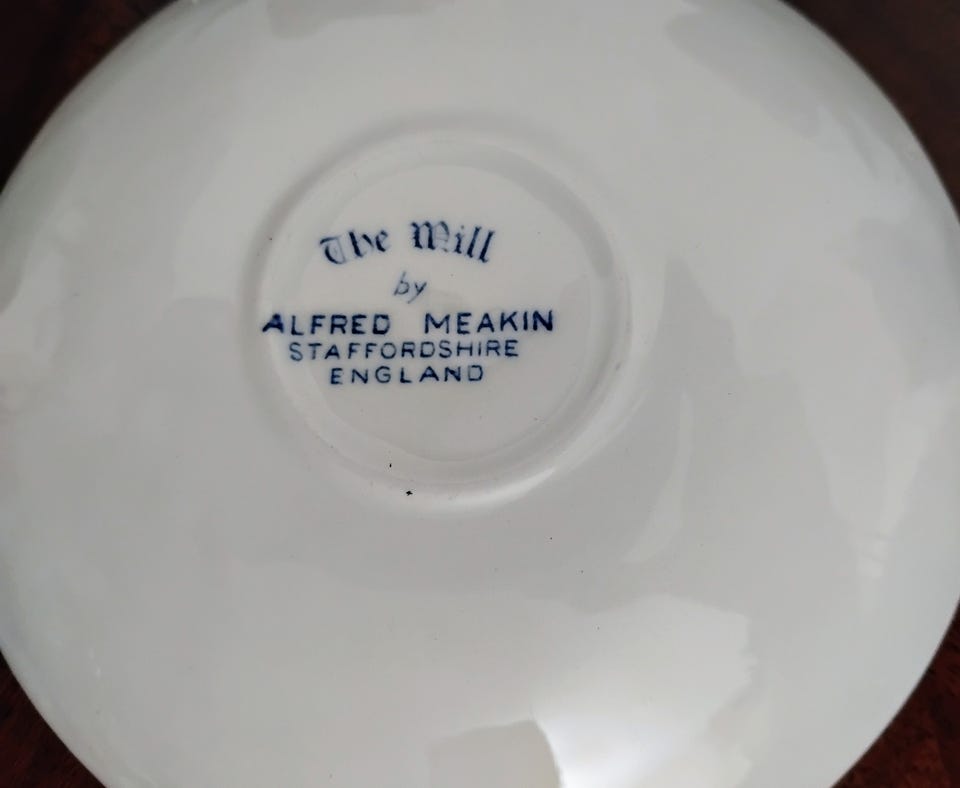 The Mill
by
ALFRED MEAKIN
STAFFORDSHIRE
ENGLAND